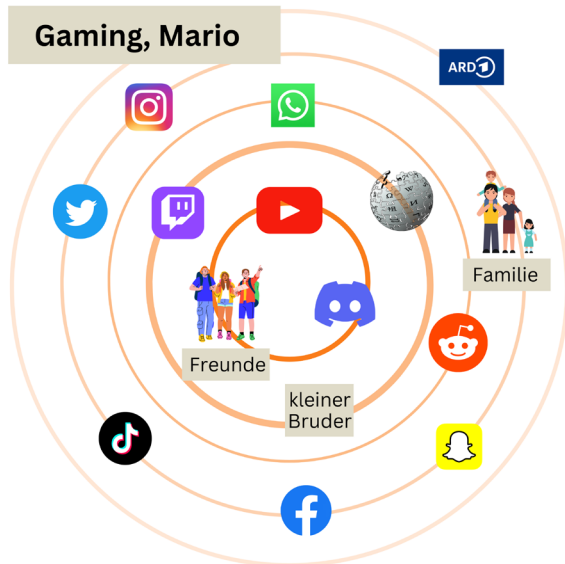 Gaming, Mario
ARD
Familie
Freunde
kleiner
Bruder